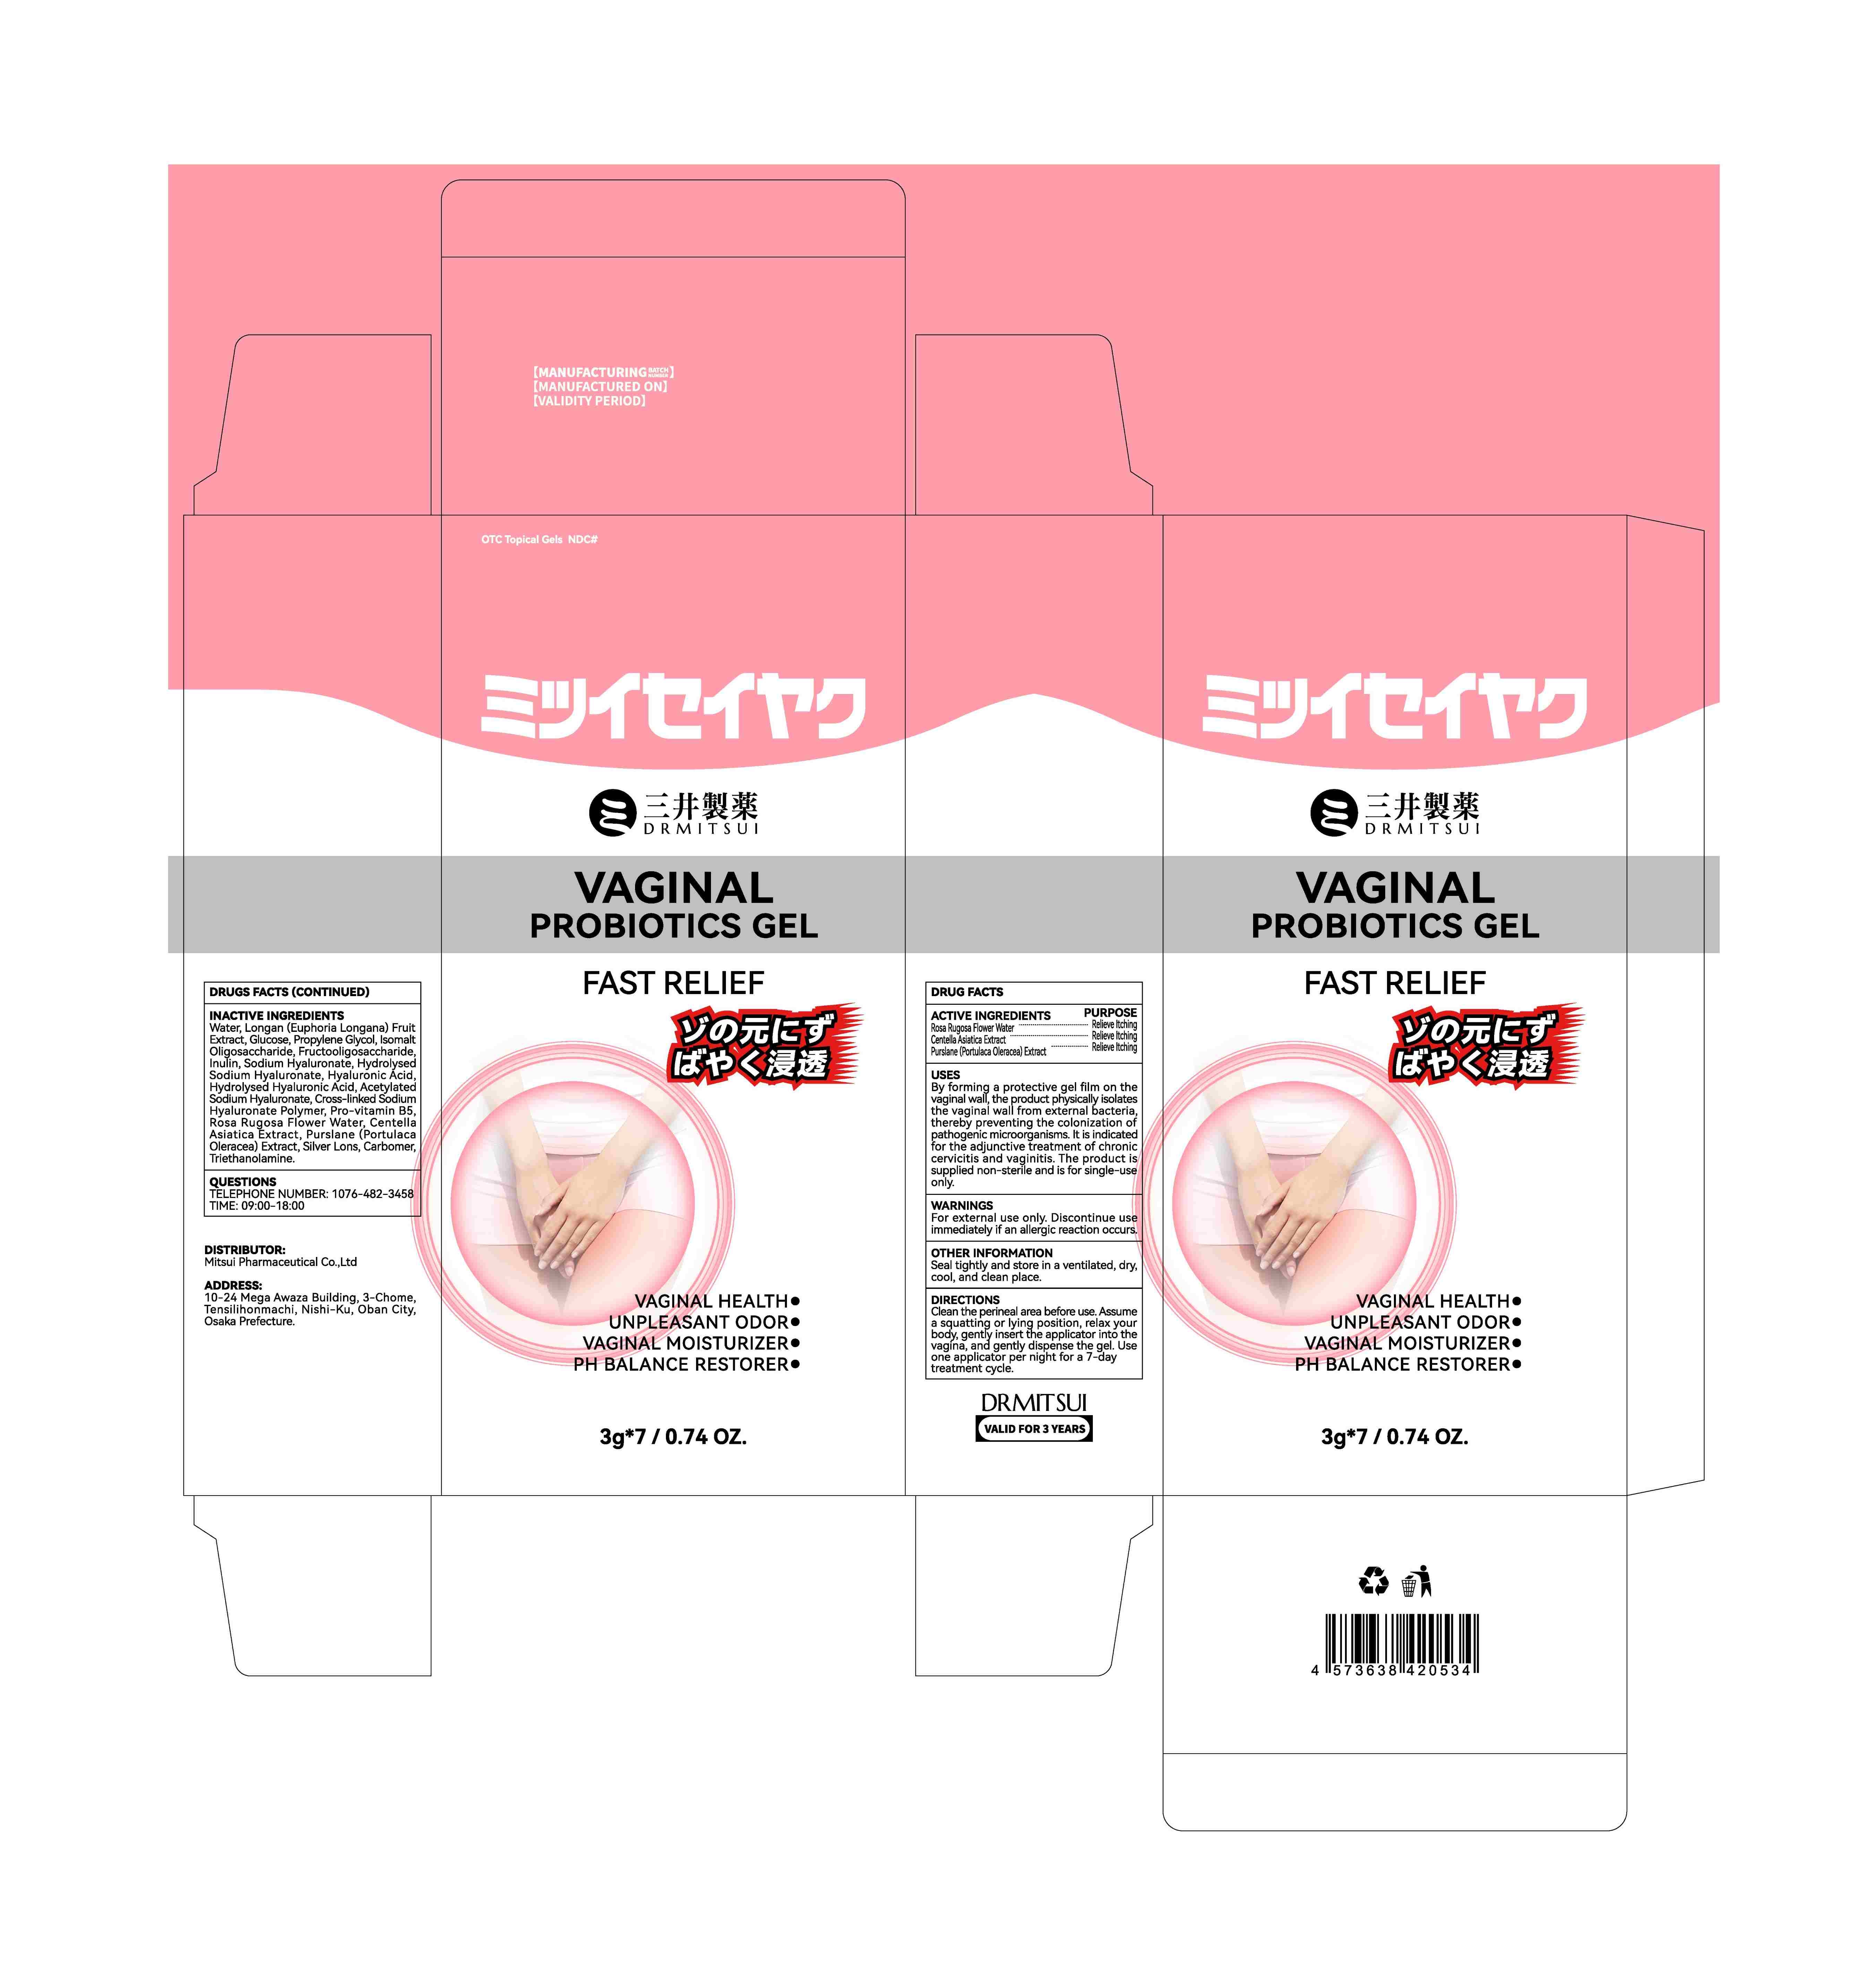 【MANUFACTURING BATCH NUMBER】
【MANUFACTURED ON】
【VALIDITY PERIOD】
OTC Topical Gels NDC#
ミツイセイヤク
三井製薬
DRMITSUI
VAGINAL
PROBIOTICS GEL
FAST RELIEF
ゾの元にず
ばやく浸透
VAGINAL HEALTH●
UNPLEASANT ODOR●
VAGINAL MOISTURIZER●
PH BALANCE RESTORER●
3g*7 / 0.74 OZ.
DRUG FACTS
ACTIVE INGREDIENTS PURPOSE
Rosa Rugosa Flower Water Relieve Itching
Centella Asiatica Extract Relieve Itching
Purslane (Portulaca Oleracea) Extract Relieve Itching
USES
By forming a protective gel film on the
vaginal wall, the product physically isolates
the vaginal wall from external bacteria,
thereby preventing the colonization of
pathogenic microorganisms. It is indicated
for the adjunctive treatment of chronic
cervicitis and vaginitis. The product is
supplied non-sterile and is for single-use
only.
WARNINGS
For external use only. Discontinue use
immediately if an allergic reaction occurs.
OTHER INFORMATION
Seal tightly and store in a ventilated, dry,
cool, and clean place.
DIRECTIONS
Clean the perineal area before use. Assume
a squatting or lying position, relax your
body, gently insert the applicator into the
vagina, and gently dispense the gel. Use
one applicator per night for a 7-day
treatment cycle.
DRMITSUI
VALID FOR 3 YEARS
DRUGS FACTS (CONTINUED)
INACTIVE INGREDIENTS
Water, Longan (Euphoria Longana) Fruit
Extract, Glucose, Propylene Glycol, Isomalt
Oligosaccharide, Fructooligosaccharide,
Inulin, Sodium Hyaluronate, Hydrolysed
Sodium Hyaluronate, Hyaluronic Acid,
Hydrolysed Hyaluronic Acid, Acetylated
Sodium Hyaluronate, Cross-linked Sodium
Hyaluronate Polymer, Pro-vitamin B5,
Rosa Rugosa Flower Water, Centella
Asiatica Extract, Purslane (Portulaca
Oleracea) Extract, Silver Lons, Carbomer,
Triethanolamine.
QUESTIONS
TELEPHONE NUMBER: 1076-482-3458
TIME: 09:00-18:00
DISTRIBUTOR:
Mitsui Pharmaceutical Co.,Ltd
ADDRESS:
10-24 Mega Awaza Building, 3-Chome,
Tensilihonmachi, Nishi-Ku, Oban City,
Osaka Prefecture.
ミツイセイヤク
三井製薬
DRMITSUI
VAGINAL
PROBIOTICS GEL
FAST RELIEF
ゾの元にず
ばやく浸透
VAGINAL HEALTH●
UNPLEASANT ODOR●
VAGINAL MOISTURIZER●
PH BALANCE RESTORER●
3g*7 / 0.74 OZ.
4 573638 420534